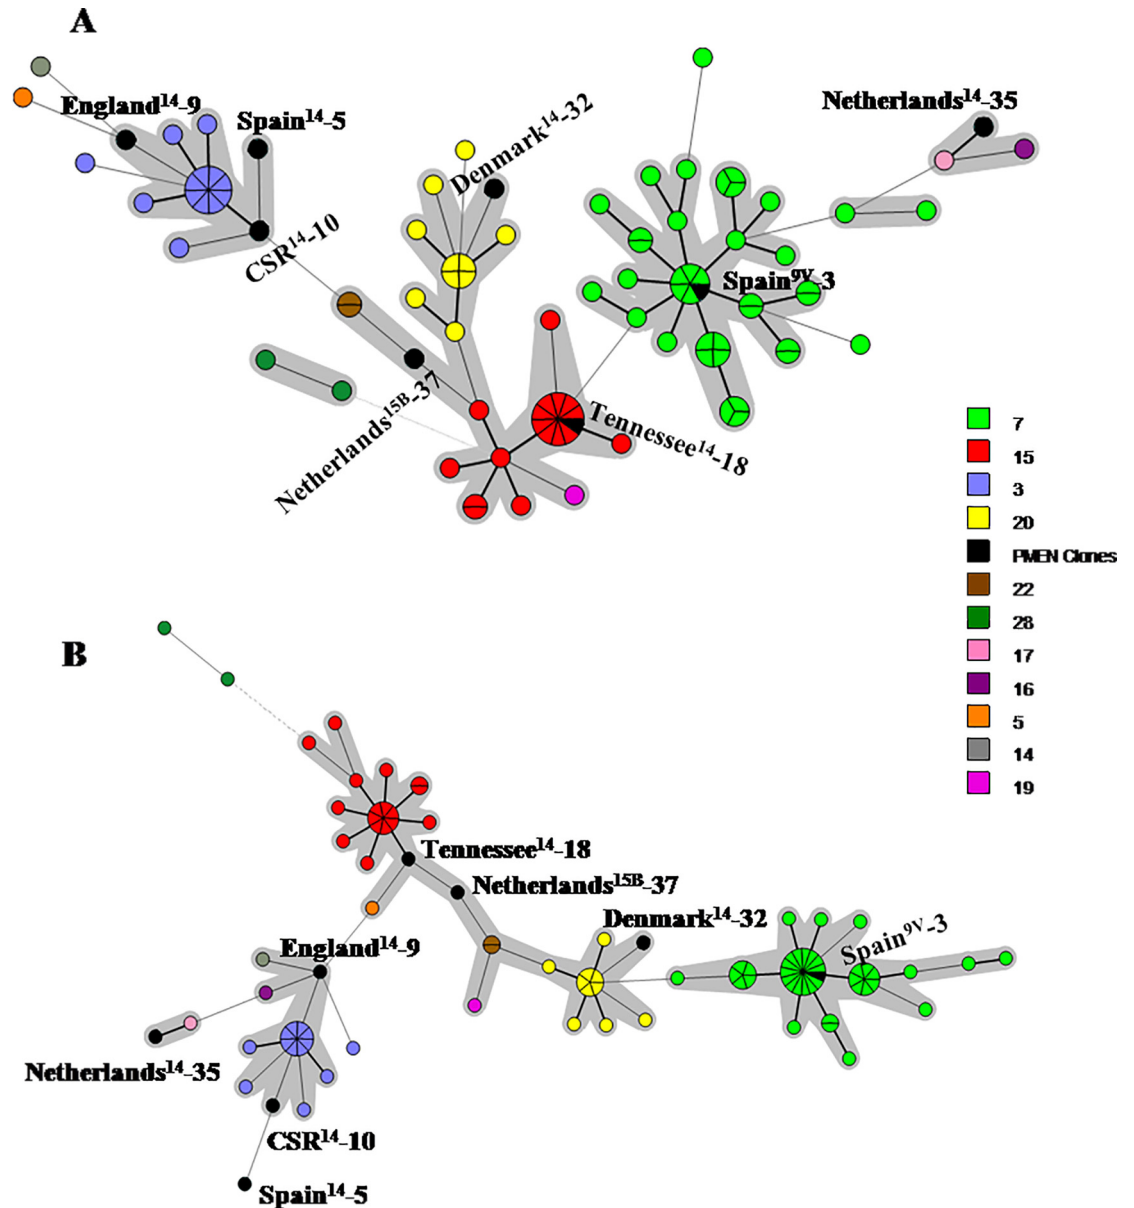 A
England¹⁴-9
Spain¹⁴-5
Denmark¹⁴-32
Netherlands¹⁴-35
CSR¹⁴-10
Spain⁹ⱽ-3
Netherlands¹⁵ᴮ-37
Tennessee¹⁴-18
7
15
3
20
PMEN Clones
22
28
17
16
5
14
19
B
Tennessee¹⁴-18
Netherlands¹⁵ᴮ-37
Denmark¹⁴-32
Spain⁹ⱽ-3
England¹⁴-9
Netherlands¹⁴-35
CSR¹⁴-10
Spain¹⁴-5